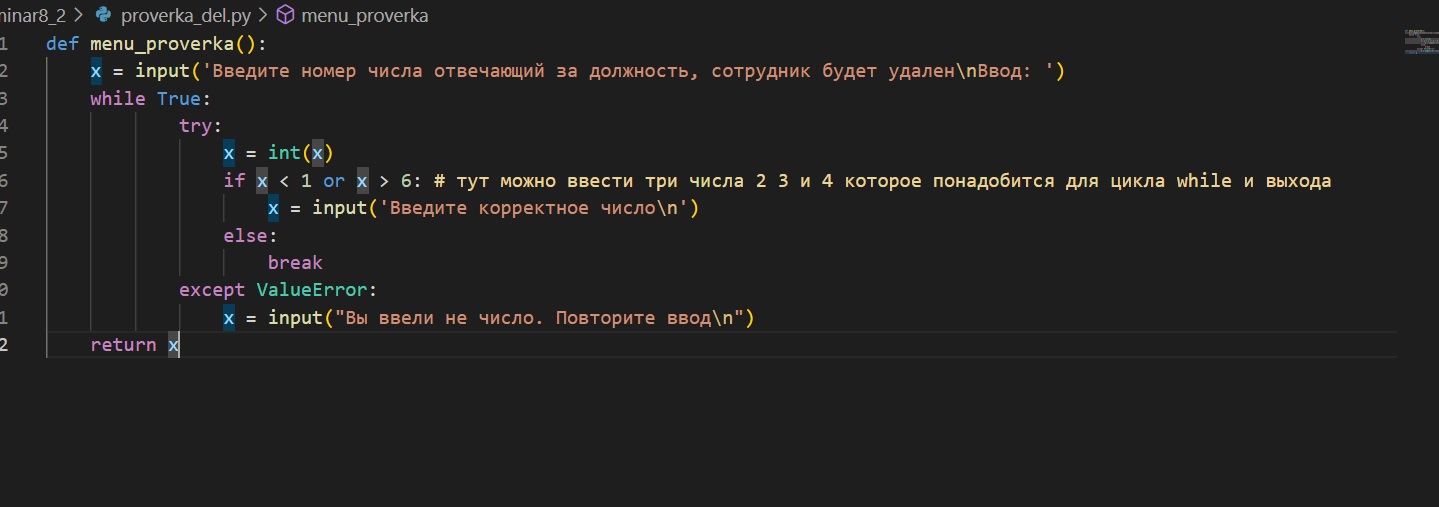 minar8_2 > proverka_del.py > menu_proverka
1 def menu_proverka():
2 x = input('Введите номер числа отвечающий за должность, сотрудник будет удален\nВвод: ')
3 while True:
4 try:
5 x = int(x)
6 if x < 1 or x > 6: # тут можно ввести три числа 2 3 и 4 которое понадобится для цикла while и выхода
7 x = input('Введите корректное число\n')
8 else:
9 break
0 except ValueError:
1 x = input("Вы ввели не число. Повторите ввод\n")
2 return x